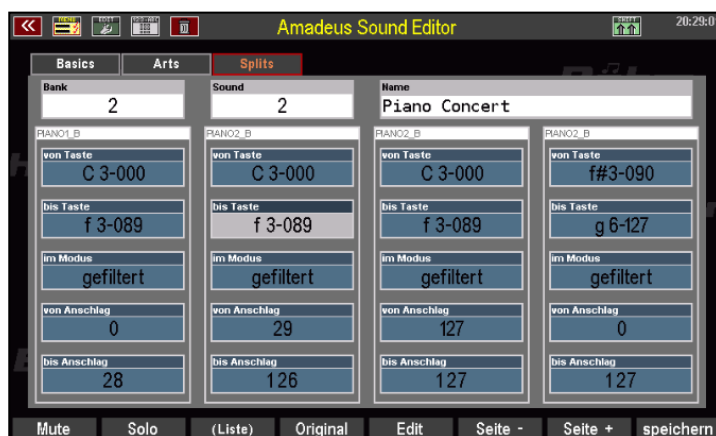 MENU EDIT Amadeus Sound Editor SHIFT 20:29:0
Basics Arts Splits
Bank Sound Name
2 2 Piano Concert
PIANO1_B PIANO2_B PIANO2_B PIANO2_B
von Taste von Taste von Taste von Taste
C 3-000 C 3-000 C 3-000 f#3-090
bis Taste bis Taste bis Taste bis Taste
f 3-089 f 3-089 f 3-089 g 6-127
im Modus im Modus im Modus im Modus
gefiltert gefiltert gefiltert gefiltert
von Anschlag von Anschlag von Anschlag von Anschlag
0 29 127 0
bis Anschlag bis Anschlag bis Anschlag bis Anschlag
28 126 127 127
Mute Solo (Liste) Original Edit Seite - Seite + speichern